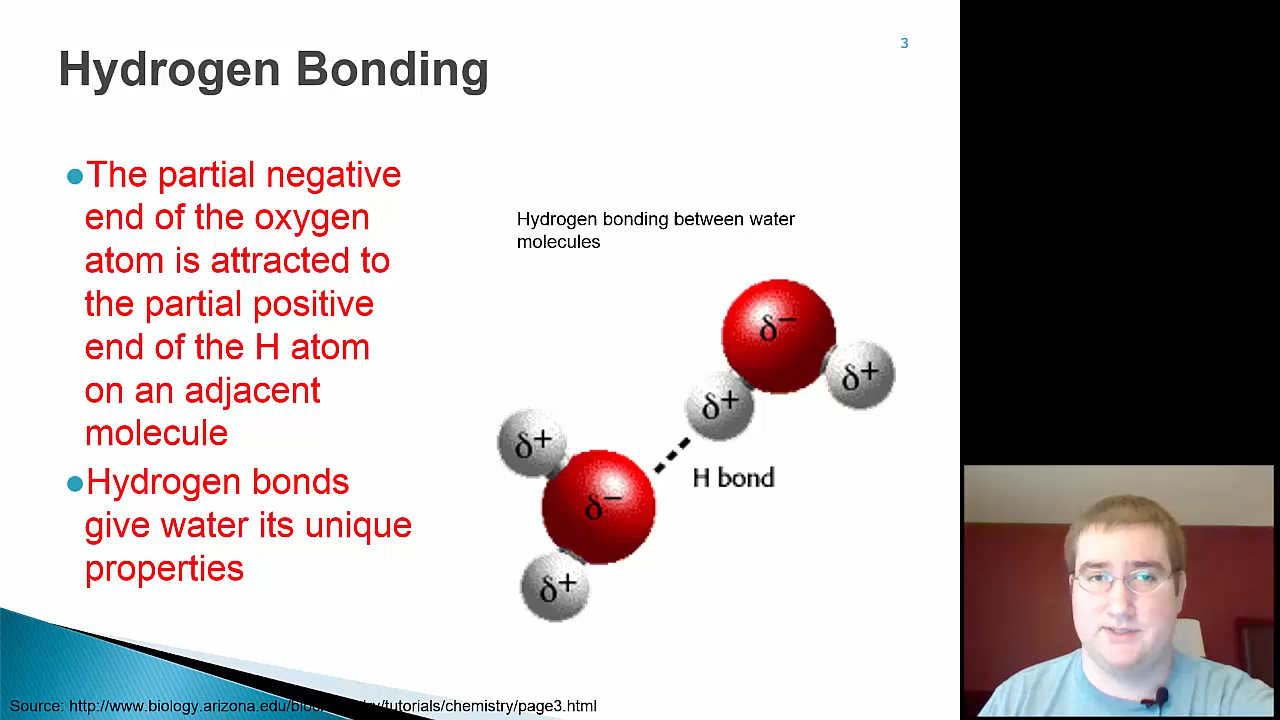 3
Hydrogen Bonding
●The partial negative
end of the oxygen
atom is attracted to
the partial positive
end of the H atom
on an adjacent
molecule
●Hydrogen bonds
give water its unique
properties
Hydrogen bonding between water
molecules
δ−
δ+
δ+
δ+
δ−
H bond
δ+
Source: http://www.biology.arizona.edu/ /tutorials/chemistry/page3.html